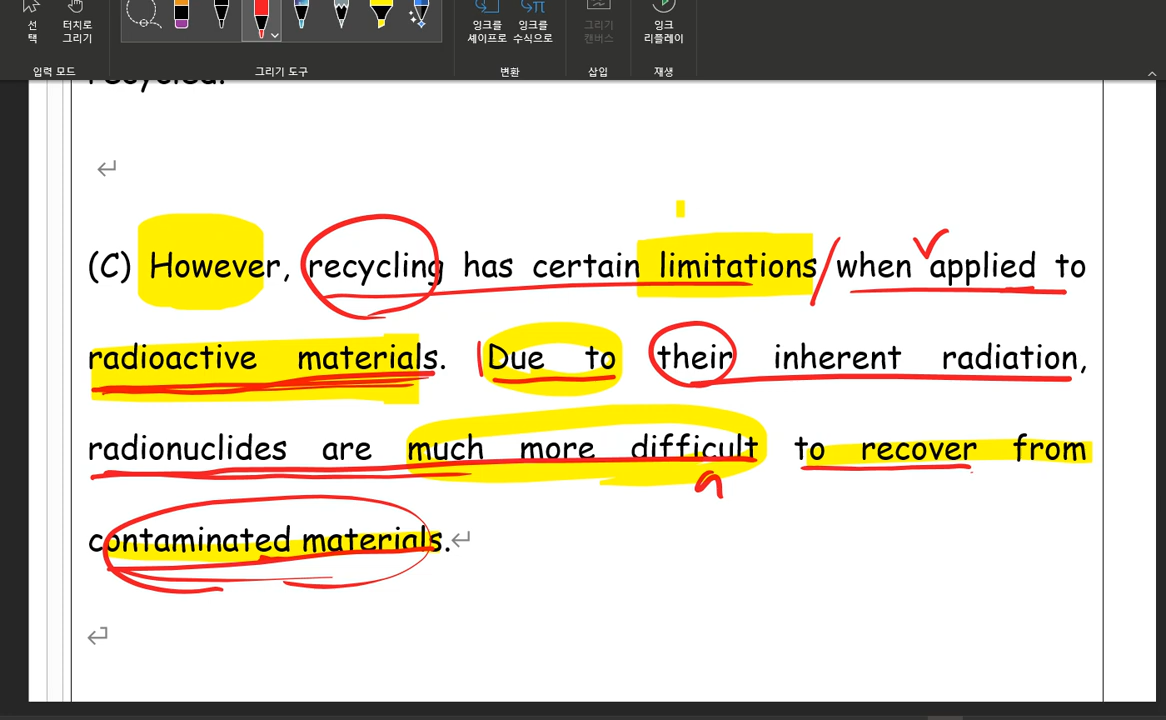 선
택
터치로
그리기
잉크를
셰이프로
잉크를
수식으로
그리기
캔버스
잉크
리플레이
입력 모드
그리기 도구
변환
삽입
재생
recycled.
(C) However, recycling has certain limitations when applied to
radioactive materials. Due to their inherent radiation,
radionuclides are much more difficult to recover from
contaminated materials.